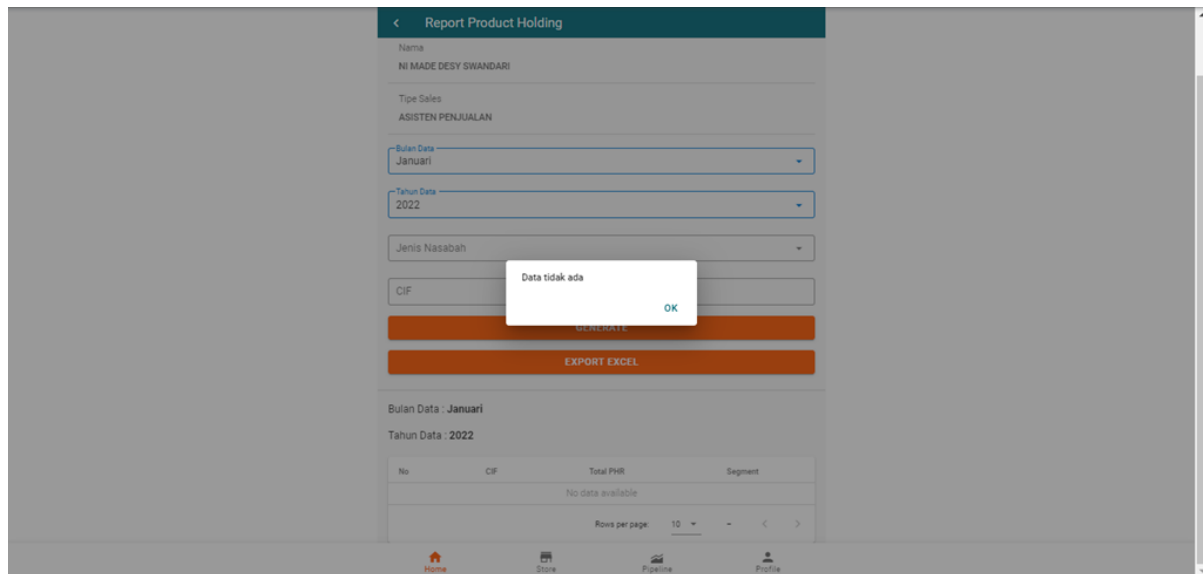 Report Product Holding
Nama
NI MADE DESY SWANDARI
Tipe Sales
ASISTEN PENJUALAN
Bulan Data
Januari
Tahun Data
2022
Jenis Nasabah
Data tidak ada
CIF
OK
GENERATE
EXPORT EXCEL
Bulan Data : Januari
Tahun Data : 2022
No CIF Total PHR Segment
No data available
Rows per page: 10 –
Home Store Pipeline Profile